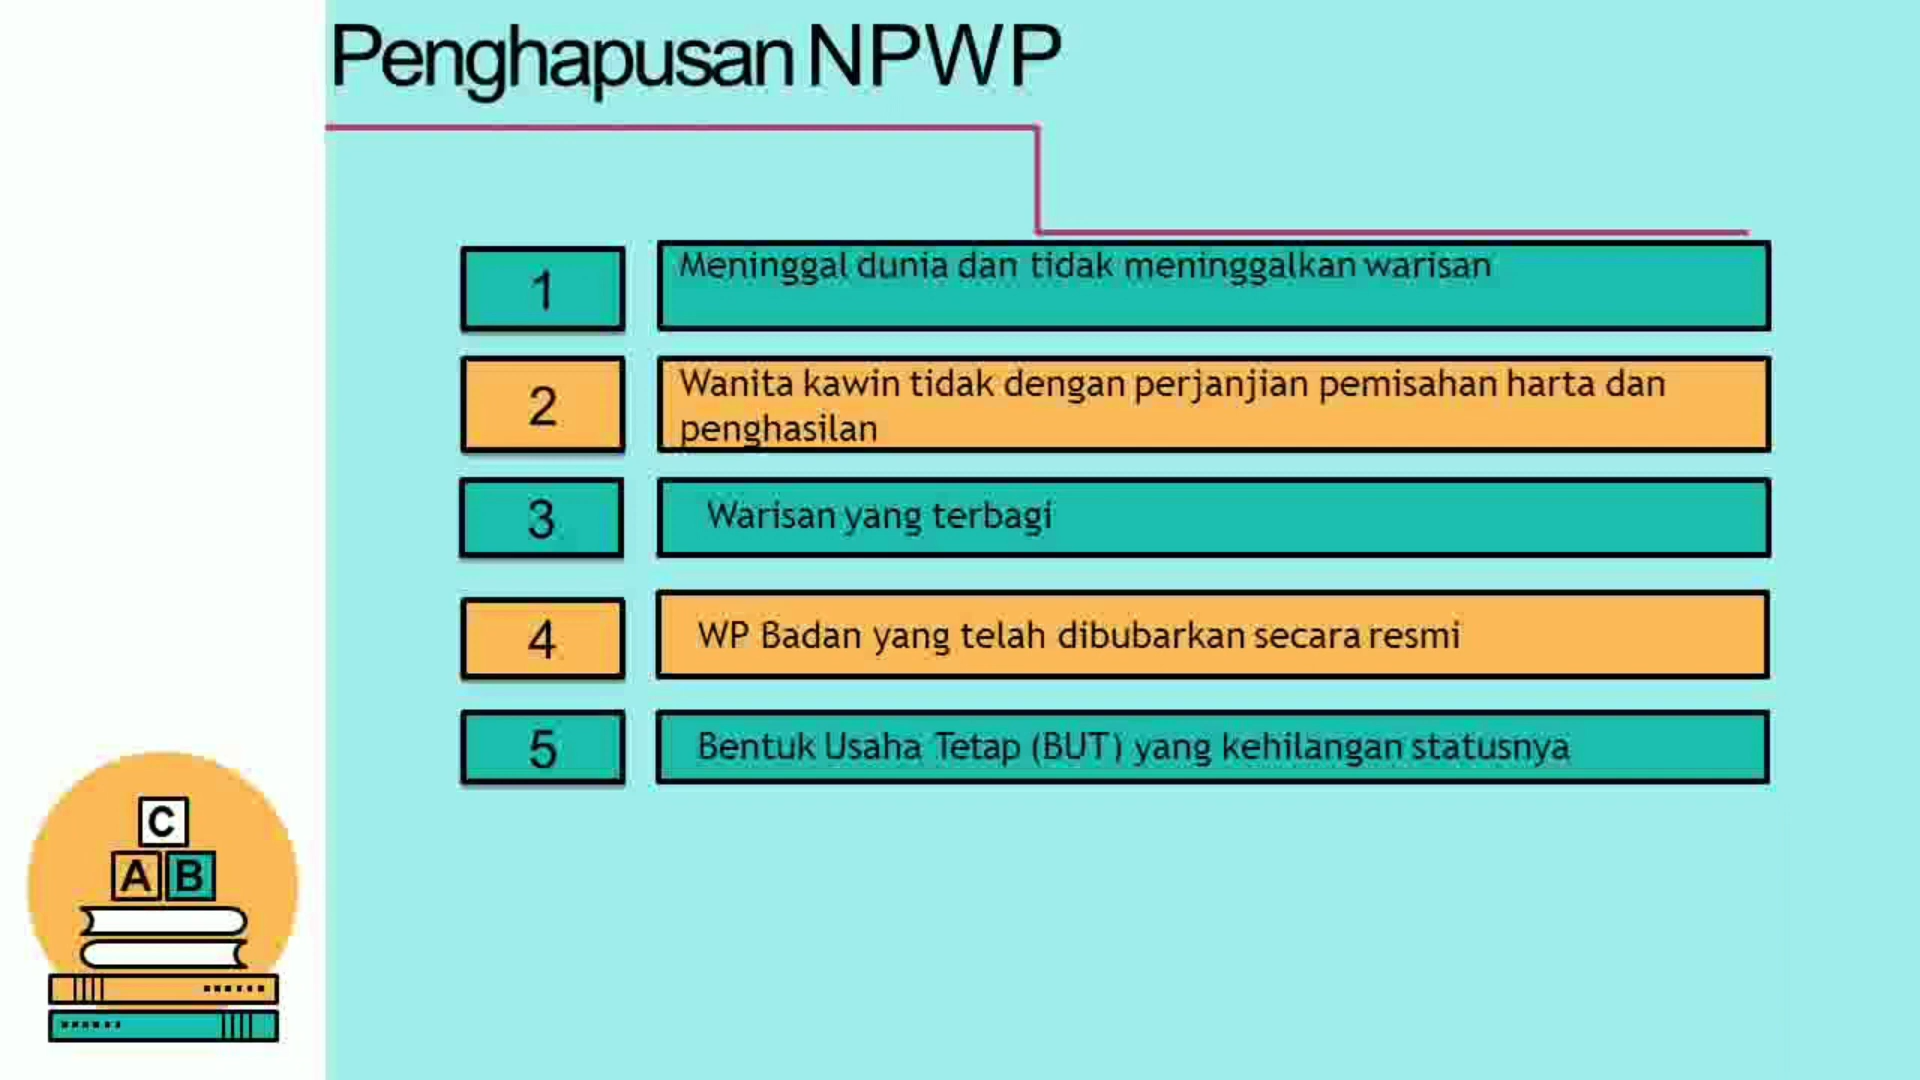 Penghapusan NPWP
1
Meninggal dunia dan tidak meninggalkan warisan
2
Wanita kawin tidak dengan perjanjian pemisahan harta dan
penghasilan
3
Warisan yang terbagi
4
WP Badan yang telah dibubarkan secara resmi
5
Bentuk Usaha Tetap (BUT) yang kehilangan statusnya
C
A B